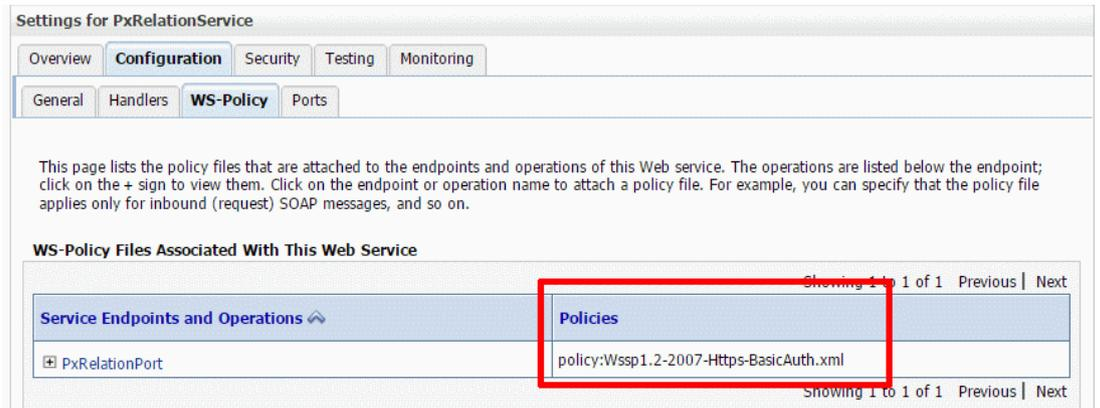 Settings for PxRelationService
Overview Configuration Security Testing Monitoring
General Handlers WS-Policy Ports
This page lists the policy files that are attached to the endpoints and operations of this Web service. The operations are listed below the endpoint;
click on the + sign to view them. Click on the endpoint or operation name to attach a policy file. For example, you can specify that the policy file
applies only for inbound (request) SOAP messages, and so on.
WS-Policy Files Associated With This Web Service
Showing 1 to 1 of 1 Previous | Next
Service Endpoints and Operations Policies
PxRelationPort policy:Wssp1.2-2007-Https-BasicAuth.xml
Showing 1 to 1 of 1 Previous | Next